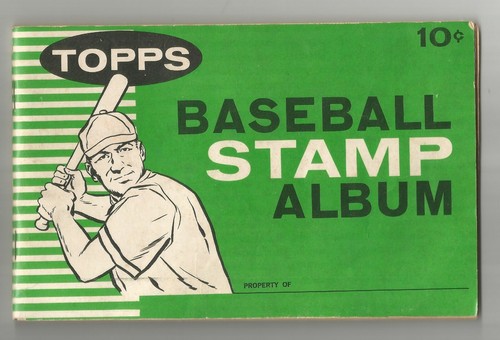 TOPPS
10¢
BASEBALL
STAMP
ALBUM
PROPERTY OF